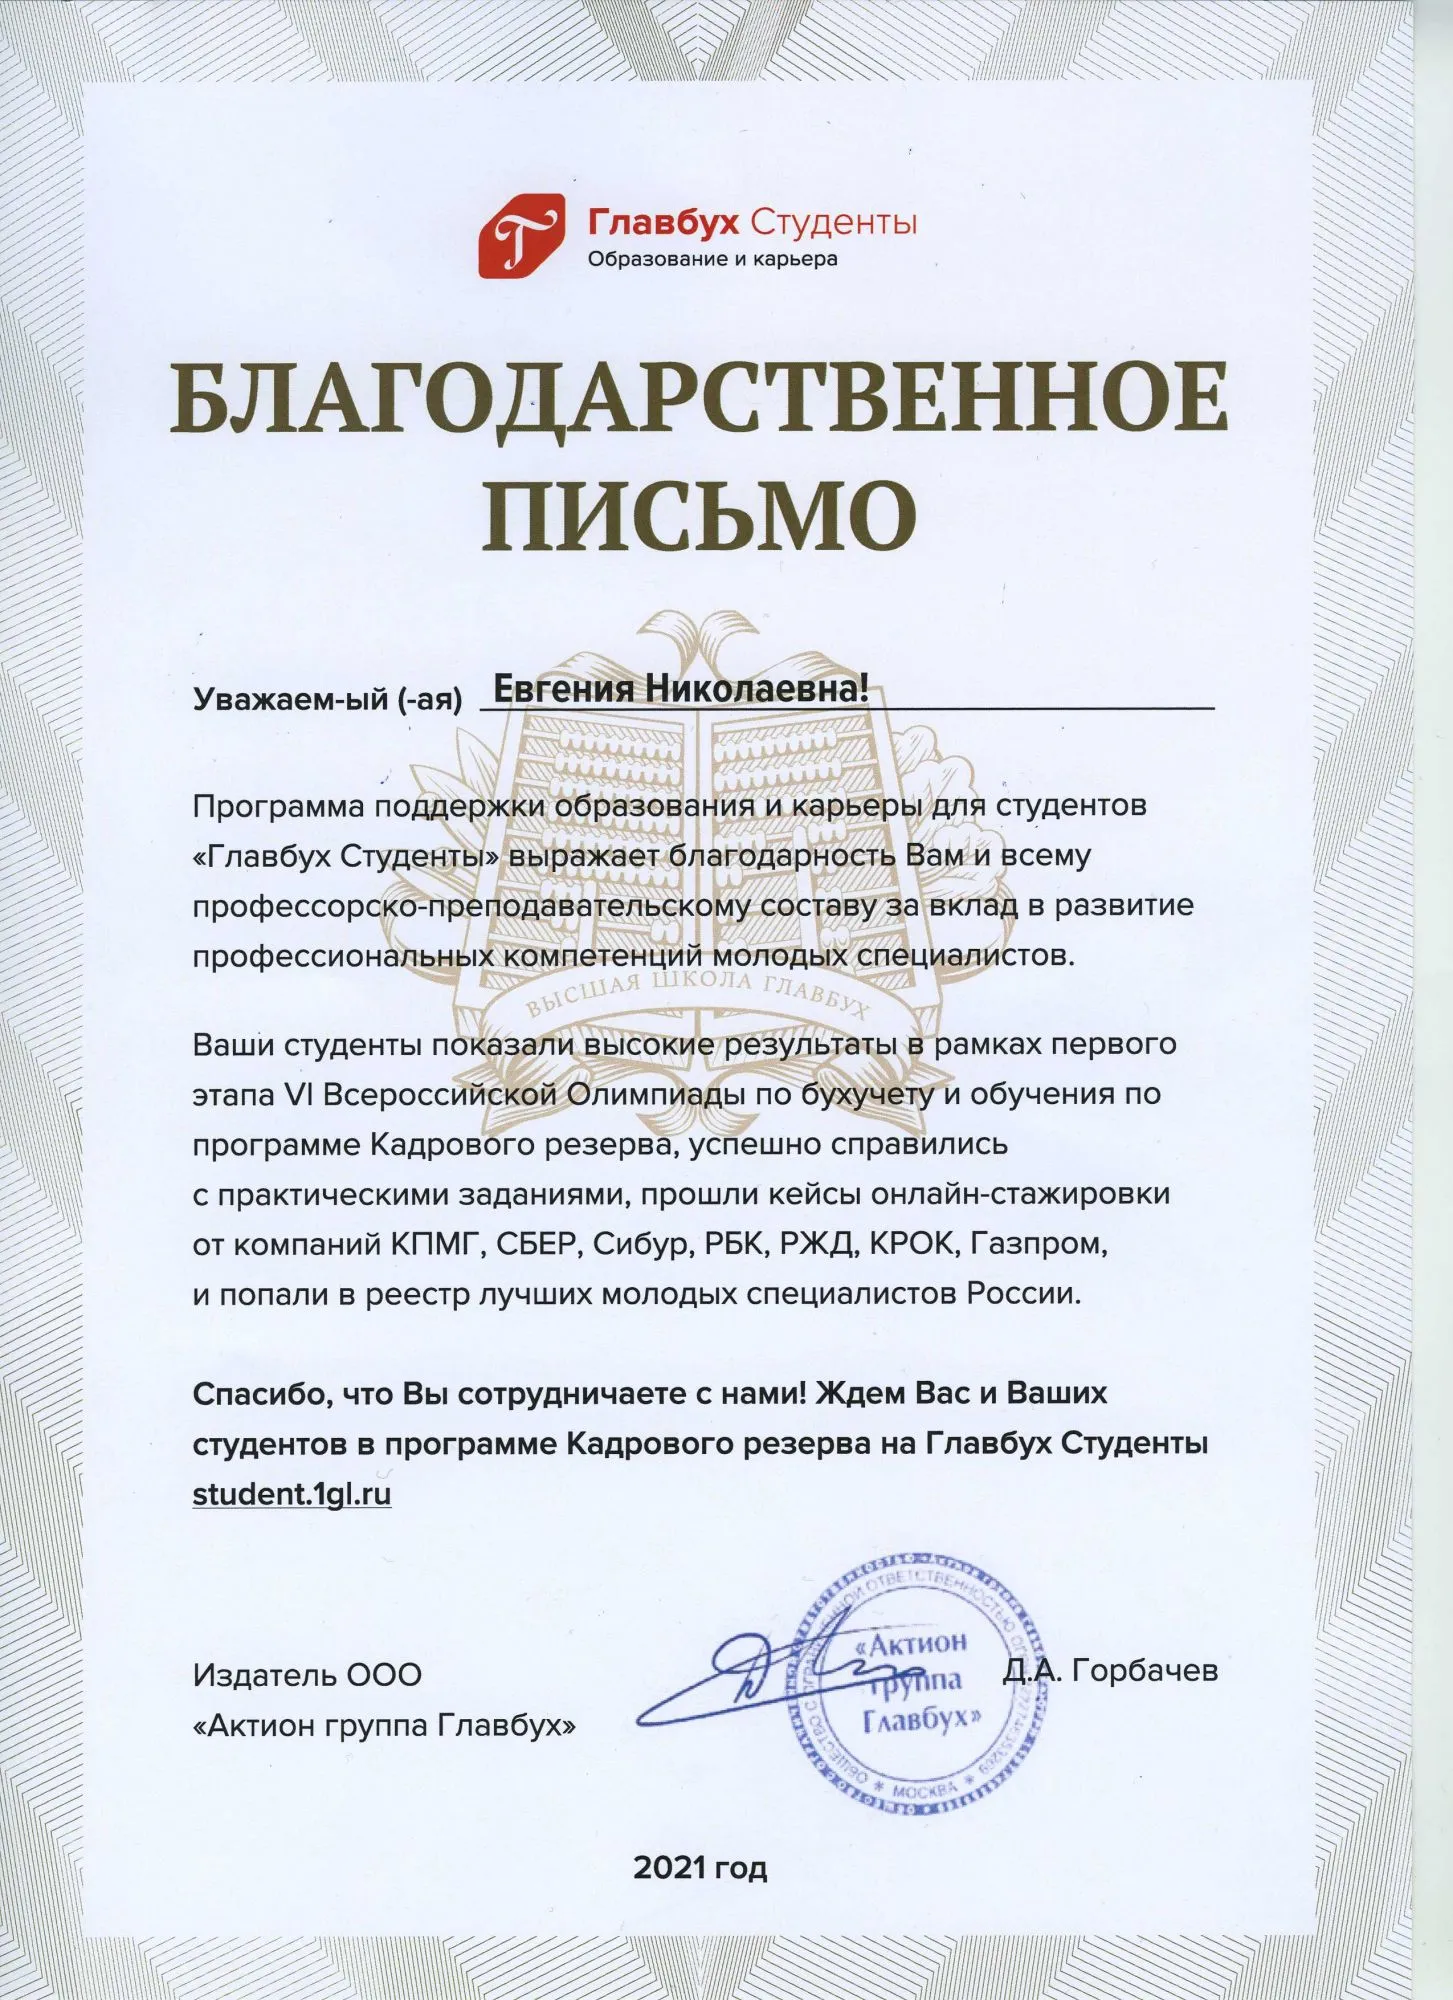 Главбух Студенты
Образование и карьера
БЛАГОДАРСТВЕННОЕ
ПИСЬМО
Уважаем-ый (-ая) Евгения Николаевна!
Программа поддержки образования и карьеры для студентов
«Главбух Студенты» выражает благодарность Вам и всему
профессорско-преподавательскому составу за вклад в развитие
профессиональных компетенций молодых специалистов.
ВЫСШАЯ ШКОЛА ГЛАВБУХ
Ваши студенты показали высокие результаты в рамках первого
этапа VI Всероссийской Олимпиады по бухучету и обучения по
программе Кадрового резерва, успешно справились
с практическими заданиями, прошли кейсы онлайн-стажировки
от компаний КПМГ, СБЕР, Сибур, РБК, РЖД, КРОК, Газпром,
и попали в реестр лучших молодых специалистов России.
Спасибо, что Вы сотрудничаете с нами! Ждем Вас и Ваших
студентов в программе Кадрового резерва на Главбух Студенты
student.1gl.ru
Издатель ООО
«Актион группа Главбух»
ОБЩЕСТВО С ОГРАНИЧЕННОЙ ОТВЕТСТВЕННОСТЬЮ
* МОСКВА *
«Актион
группа
Главбух»
Д.А. Горбачев
2021 год